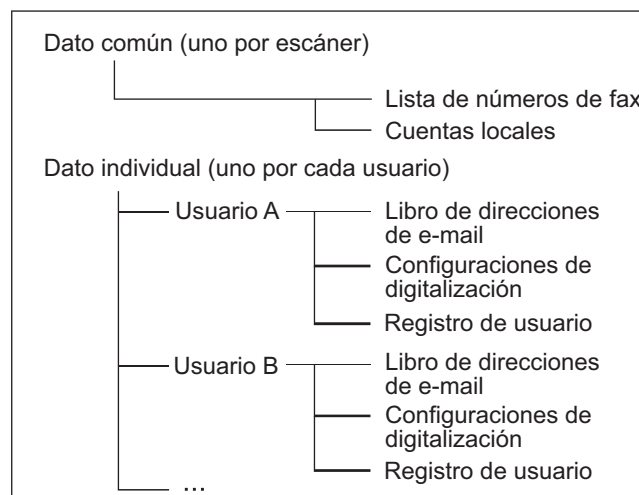 Dato común (uno por escáner)
Lista de números de fax
Cuentas locales
Dato individual (uno por cada usuario)
Usuario A
Libro de direcciones
de e-mail
Configuraciones de
digitalización
Registro de usuario
Usuario B
Libro de direcciones
de e-mail
Configuraciones de
digitalización
Registro de usuario
...